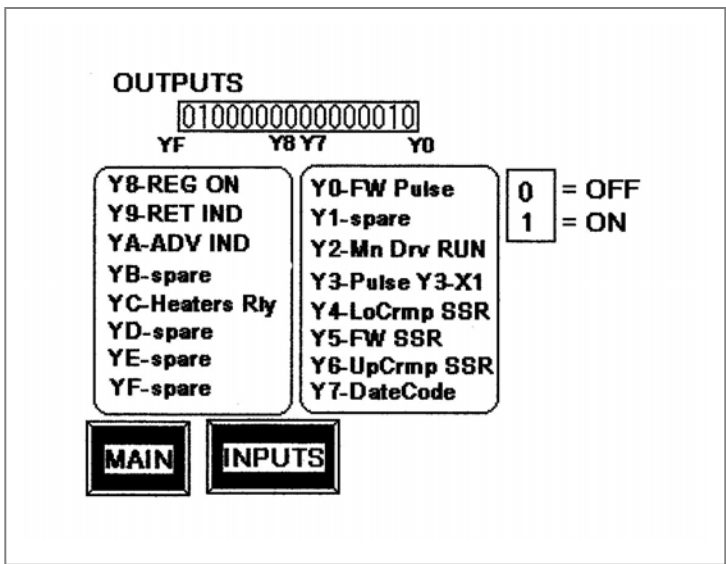 OUTPUTS
0100000000000010
YF Y8 Y7 Y0
Y8-REG ON
Y9-RET IND
YA-ADV IND
YB-spare
YC-Heaters Rly
YD-spare
YE-spare
YF-spare
Y0-FW Pulse
Y1-spare
Y2-Mn Drv RUN
Y3-Pulse Y3-X1
Y4-LoCrmp SSR
Y5-FW SSR
Y6-UpCrmp SSR
Y7-DateCode
0 = OFF
1 = ON
MAIN INPUTS